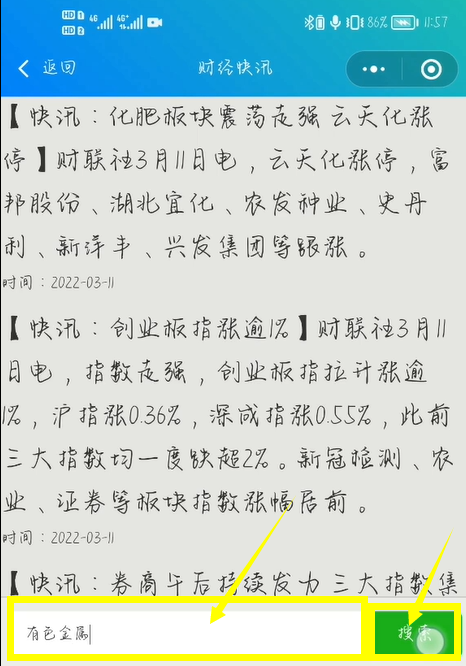 HD 1 4G 4G+ 86% 11:57
HD 2
返回 财经快讯
【快讯：化肥板块震荡走强 云天化涨
停】财联社3月11日电，云天化涨停，富
邦股份、湖北宜化、农发种业、史丹
利、新洋丰、兴发集团等跟涨。
时间：2022-03-11
【快讯：创业板指涨逾1%】财联社3月11
日电，指数走强，创业板指拉升涨逾
1%，沪指涨0.36%，深成指涨0.55%，此前
三大指数均一度跌超2%。新冠检测、农
业、证券等板块指数涨幅居前。
时间：2022-03-11
【快讯：券商午后持续发力 三大指数集
有色金属
搜索